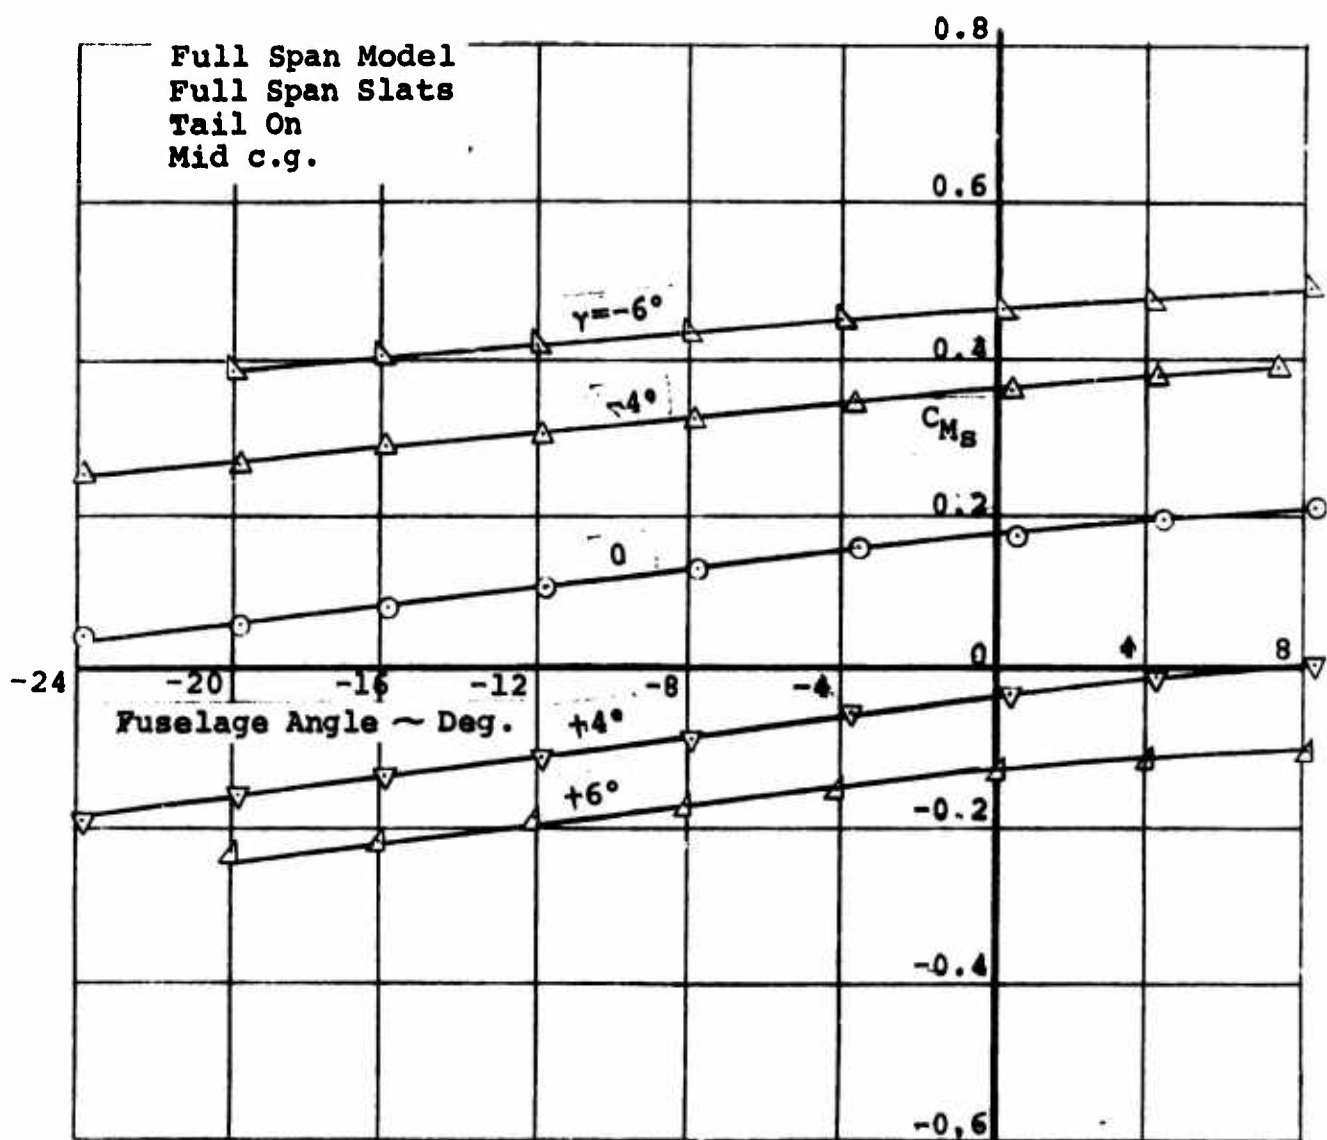 0.8
Full Span Model
Full Span Slats
Tail On
Mid c.g.
0.6
γ=-6°
0.4
-4°
CMs
0.2
0
0
4
8
-24
-20
-16
-12
-8
-4
Fuselage Angle ~ Deg.
+4°
+6°
-0.2
-0.4
-0.6